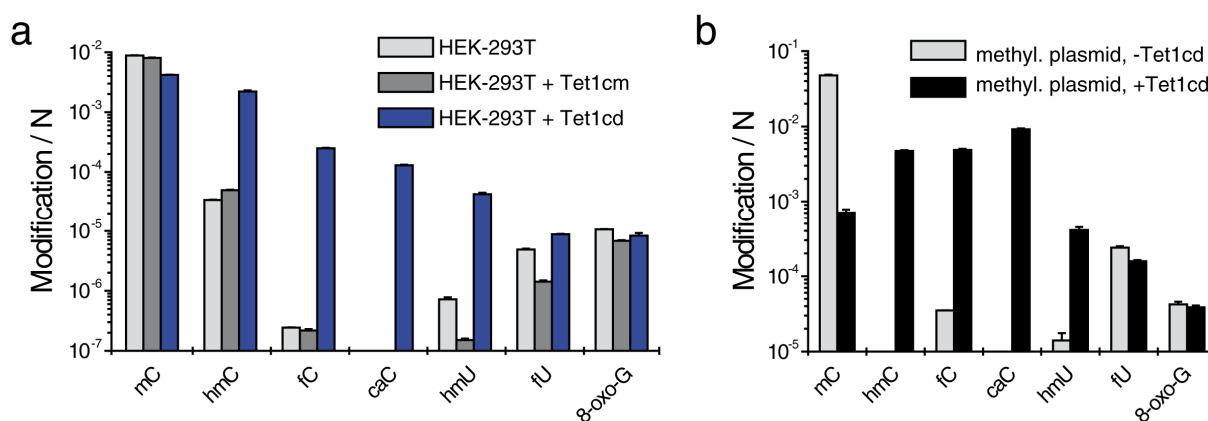 a
Modification / N
10-2
10-3
10-4
10-5
10-6
10-7
HEK-293T
HEK-293T + Tet1cm
HEK-293T + Tet1cd
mC
hmC
fC
caC
hmU
fU
8-oxo-G
b
Modification / N
10-1
10-2
10-3
10-4
10-5
methyl. plasmid, -Tet1cd
methyl. plasmid, +Tet1cd
mC
hmC
fC
caC
hmU
fU
8-oxo-G